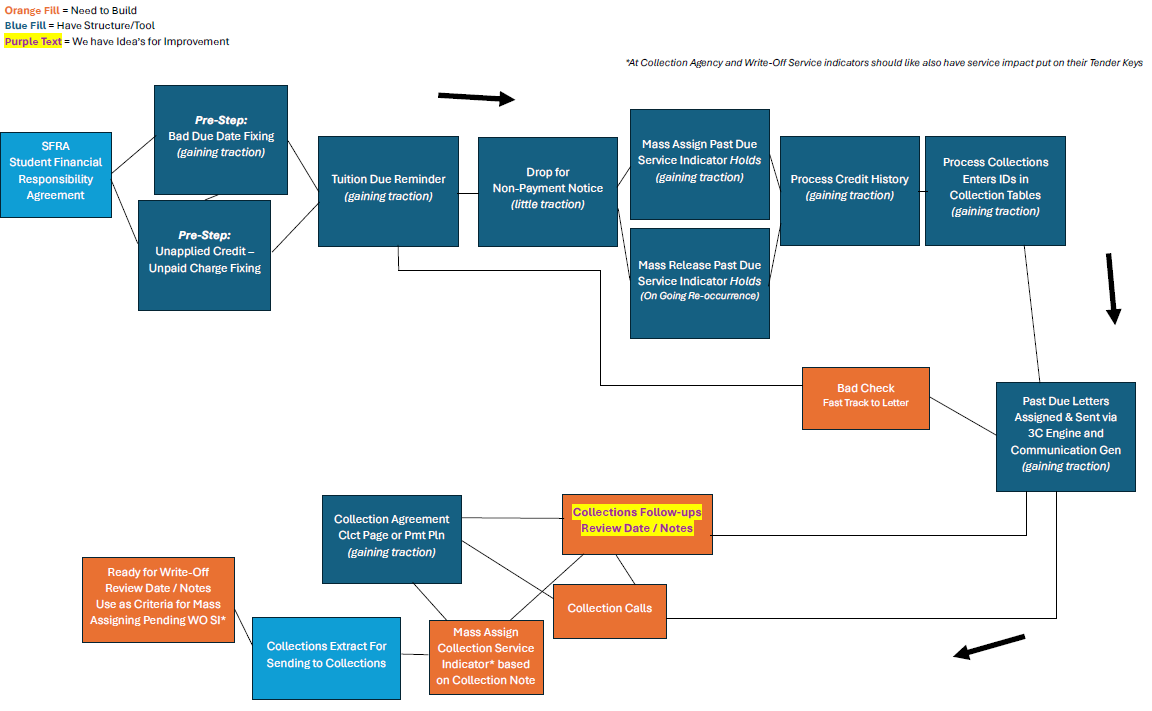 Orange Fill = Need to Build
Blue Fill = Have Structure/Tool
Purple Text = We have Idea's for Improvement
*At Collection Agency and Write-Off Service indicators should like also have service impact put on their Tender Keys
SFRA
Student Financial
Responsibility
Agreement
Pre-Step:
Bad Due Date Fixing
(gaining traction)
Pre-Step:
Unapplied Credit –
Unpaid Charge Fixing
Tuition Due Reminder
(gaining traction)
Drop for
Non-Payment Notice
(little traction)
Mass Assign Past Due
Service Indicator Holds
(gaining traction)
Mass Release Past Due
Service Indicator Holds
(On Going Re-occurrence)
Process Credit History
(gaining traction)
Process Collections
Enters IDs in
Collection Tables
(gaining traction)
Bad Check
Fast Track to Letter
Past Due Letters
Assigned & Sent via
3C Engine and
Communication Gen
(gaining traction)
Collections Follow-ups
Review Date / Notes
Collection Agreement
Clct Page or Pmt Pln
(gaining traction)
Collection Calls
Mass Assign
Collection Service
Indicator* based
on Collection Note
Collections Extract For
Sending to Collections
Ready for Write-Off
Review Date / Notes
Use as Criteria for Mass
Assigning Pending WO SI*